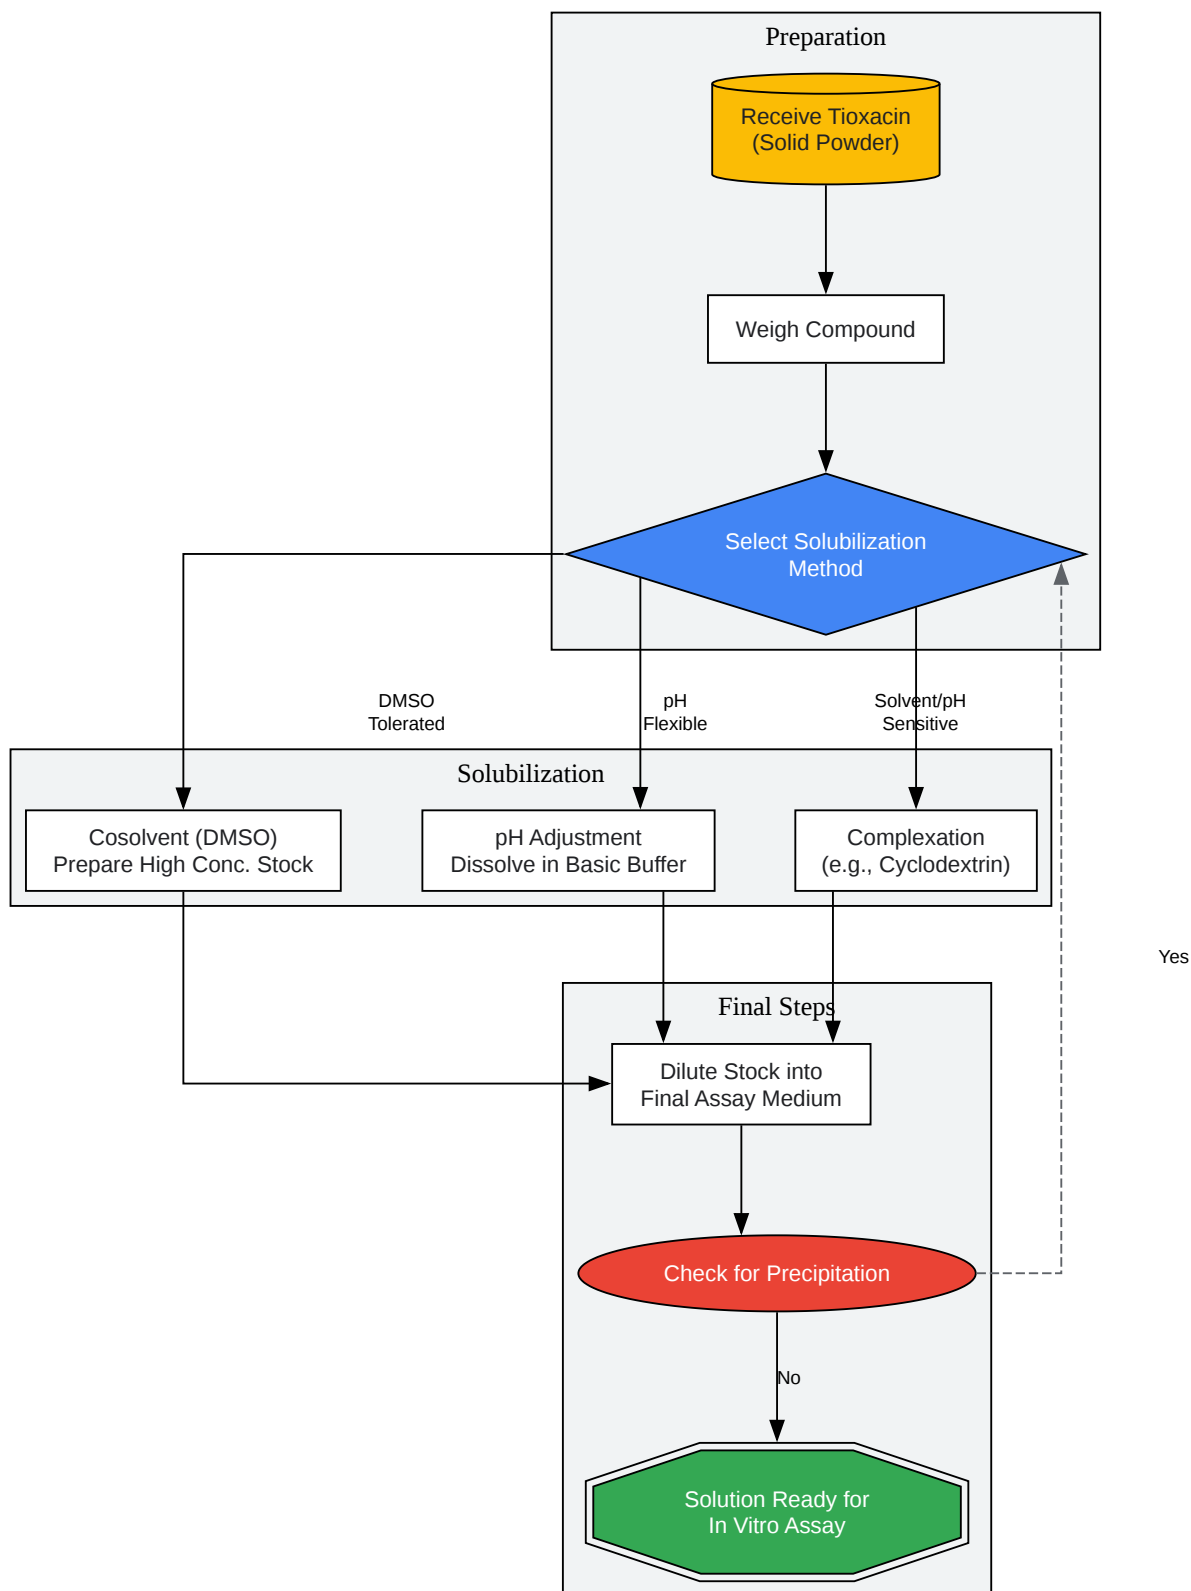 Preparation
Receive Tioxacin
(Solid Powder)
Weigh Compound
Select Solubilization
Method
DMSO
Tolerated
pH
Flexible
Solvent/pH
Sensitive
Solubilization
Cosolvent (DMSO)
Prepare High Conc. Stock
pH Adjustment
Dissolve in Basic Buffer
Complexation
(e.g., Cyclodextrin)
Yes
Final Steps
Dilute Stock into
Final Assay Medium
Check for Precipitation
No
Solution Ready for
In Vitro Assay